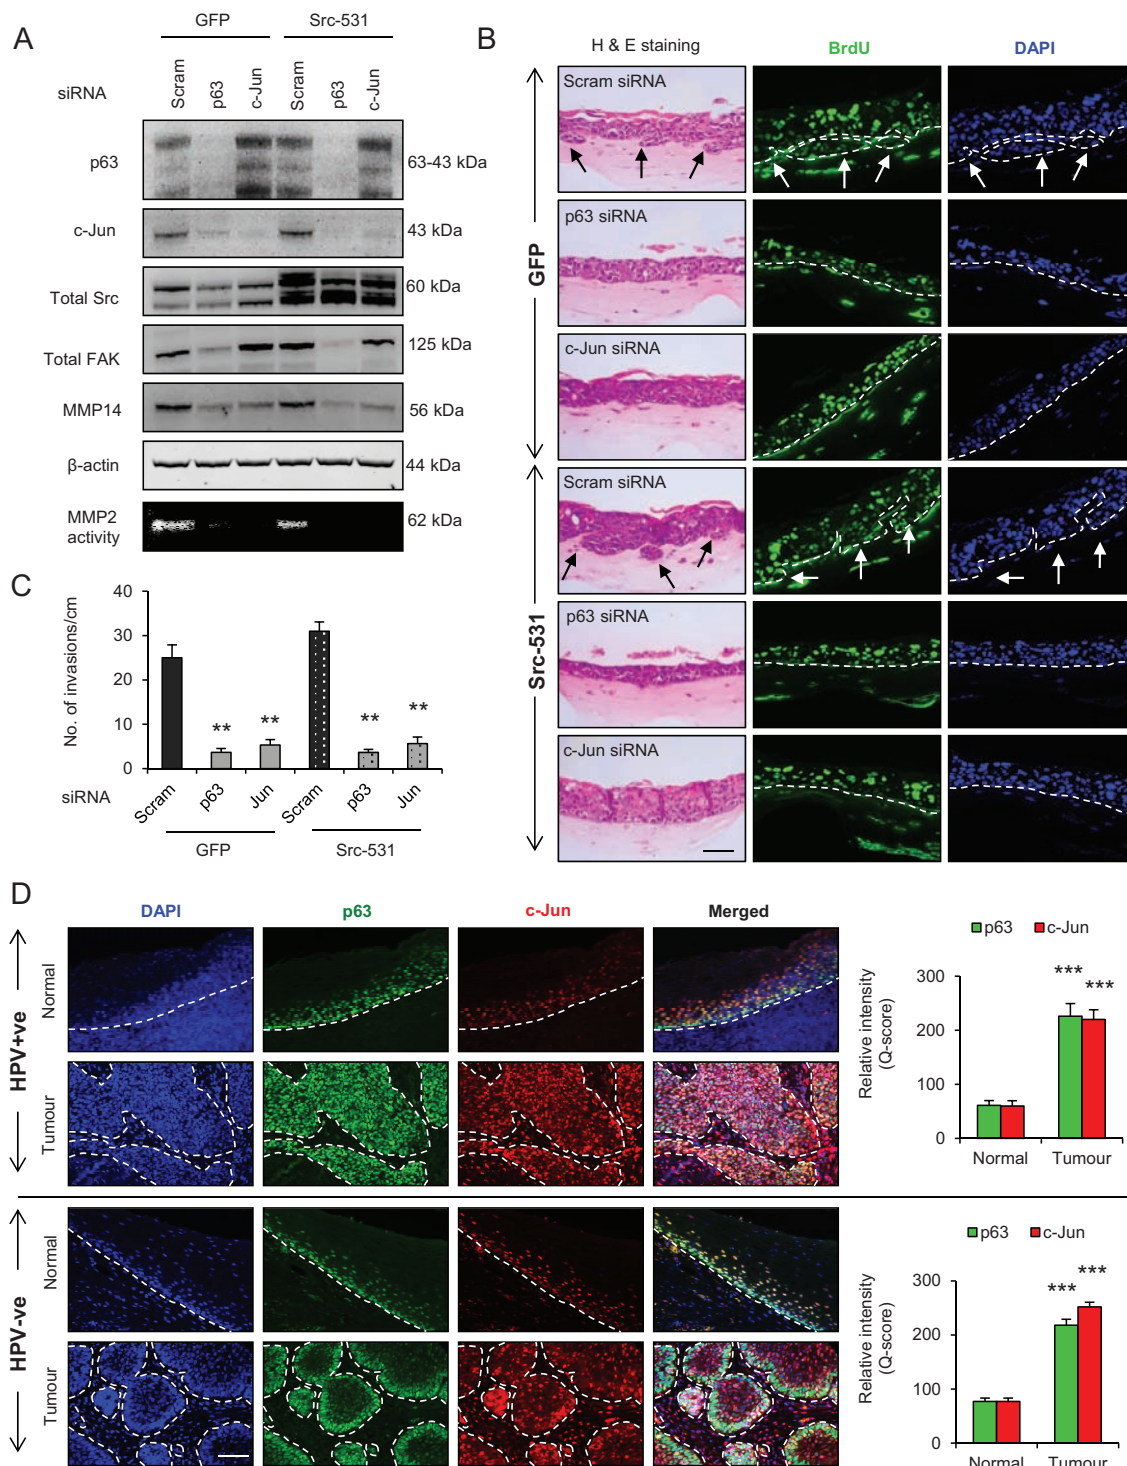 A
GFP
Src-531
siRNA
Scram
p63
c-Jun
Scram
p63
c-Jun
p63
63-43 kDa
c-Jun
43 kDa
Total Src
60 kDa
Total FAK
125 kDa
MMP14
56 kDa
β-actin
44 kDa
MMP2
activity
62 kDa
B
H & E staining
BrdU
DAPI
GFP
Scram siRNA
p63 siRNA
c-Jun siRNA
Src-531
Scram siRNA
p63 siRNA
c-Jun siRNA
C
No. of invasions/cm
40
30
20
10
0
**
**
**
**
siRNA
Scram
p63
Jun
Scram
p63
Jun
GFP
Src-531
D
DAPI
p63
c-Jun
Merged
HPV+ve
Normal
Tumour
p63
c-Jun
Relative intensity
(Q-score)
300
200
100
0
***
***
Normal
Tumour
HPV-ve
Normal
Tumour
p63
c-Jun
Relative intensity
(Q-score)
300
200
100
0
***
***
Normal
Tumour